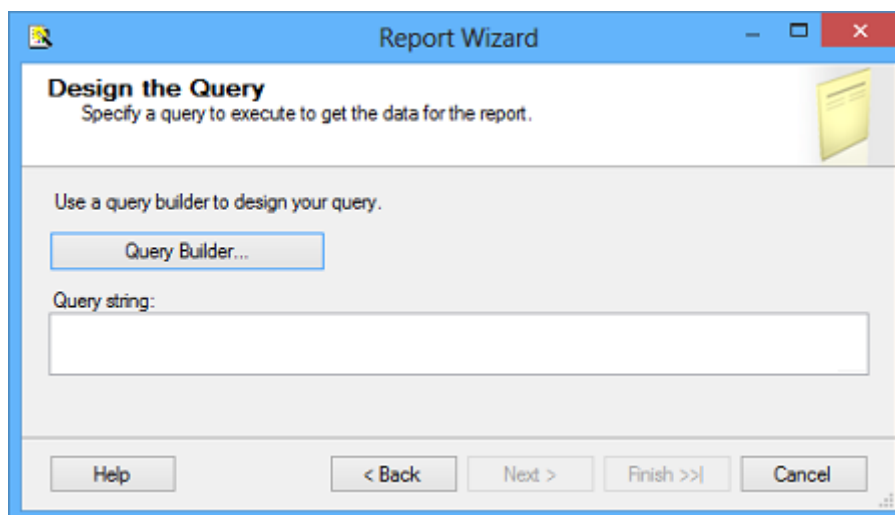 Report Wizard
Design the Query
Specify a query to execute to get the data for the report.
Use a query builder to design your query.
Query Builder...
Query string:
Help
< Back
Next >
Finish >>|
Cancel